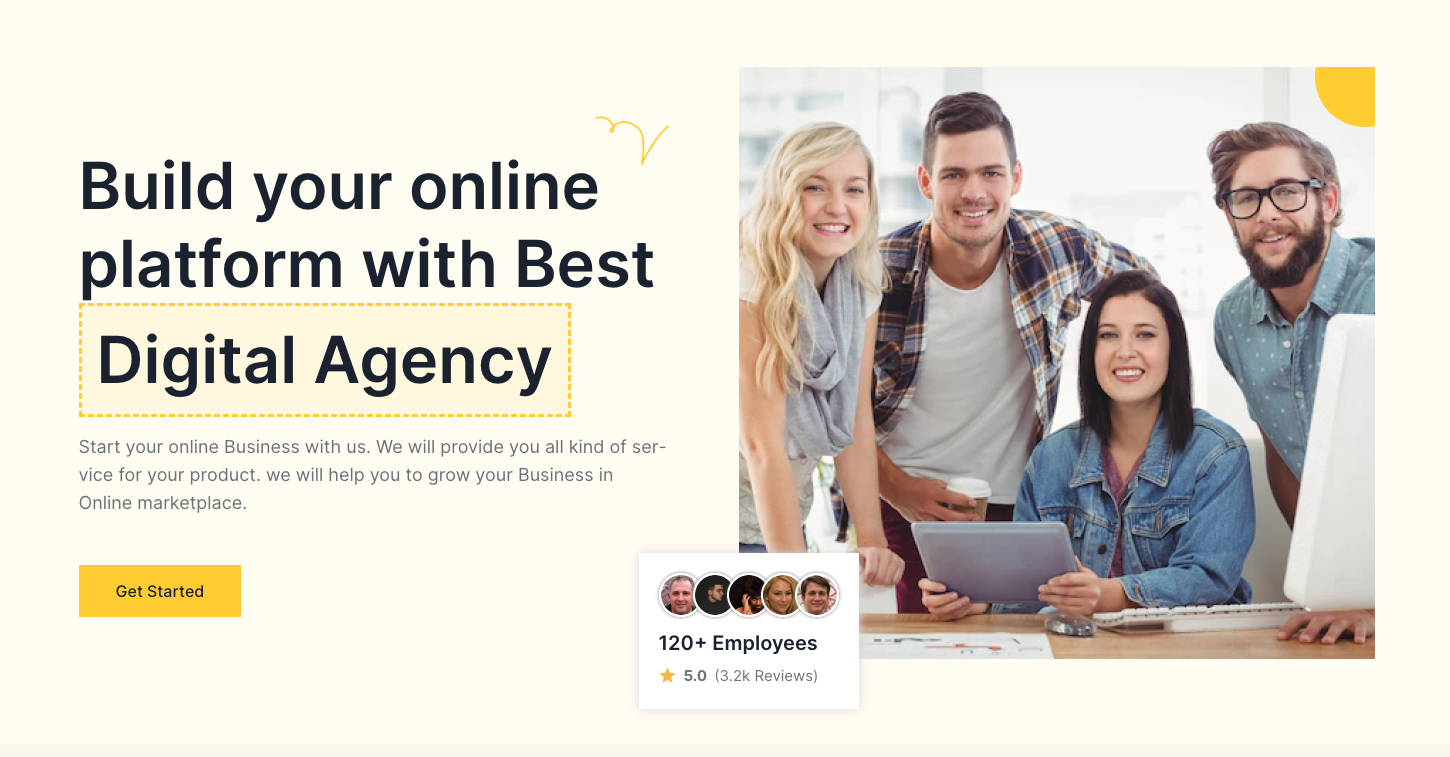 Build your online
platform with Best
Digital Agency
Start your online Business with us. We will provide you all kind of ser-
vice for your product. we will help you to grow your Business in
Online marketplace.
Get Started
120+ Employees
5.0 (3.2k Reviews)